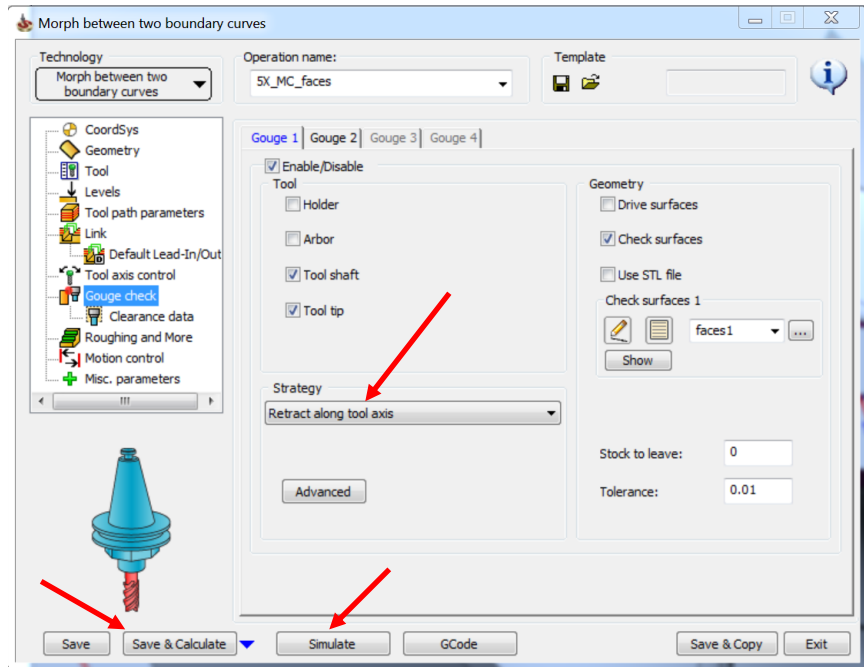 Morph between two boundary curves
Technology
Morph between two
boundary curves
Operation name:
5X_MC_faces
Template
CoordSys
Geometry
Tool
Levels
Tool path parameters
Link
Default Lead-In/Out
Tool axis control
Gouge check
Clearance data
Roughing and More
Motion control
Misc. parameters
Gouge 1 Gouge 2 Gouge 3 Gouge 4
Enable/Disable
Tool
Holder
Arbor
Tool shaft
Tool tip
Geometry
Drive surfaces
Check surfaces
Use STL file
Check surfaces 1
faces1 ...
Show
Strategy
Retract along tool axis
Advanced
Stock to leave: 0
Tolerance: 0.01
Save Save & Calculate Simulate GCode Save & Copy Exit